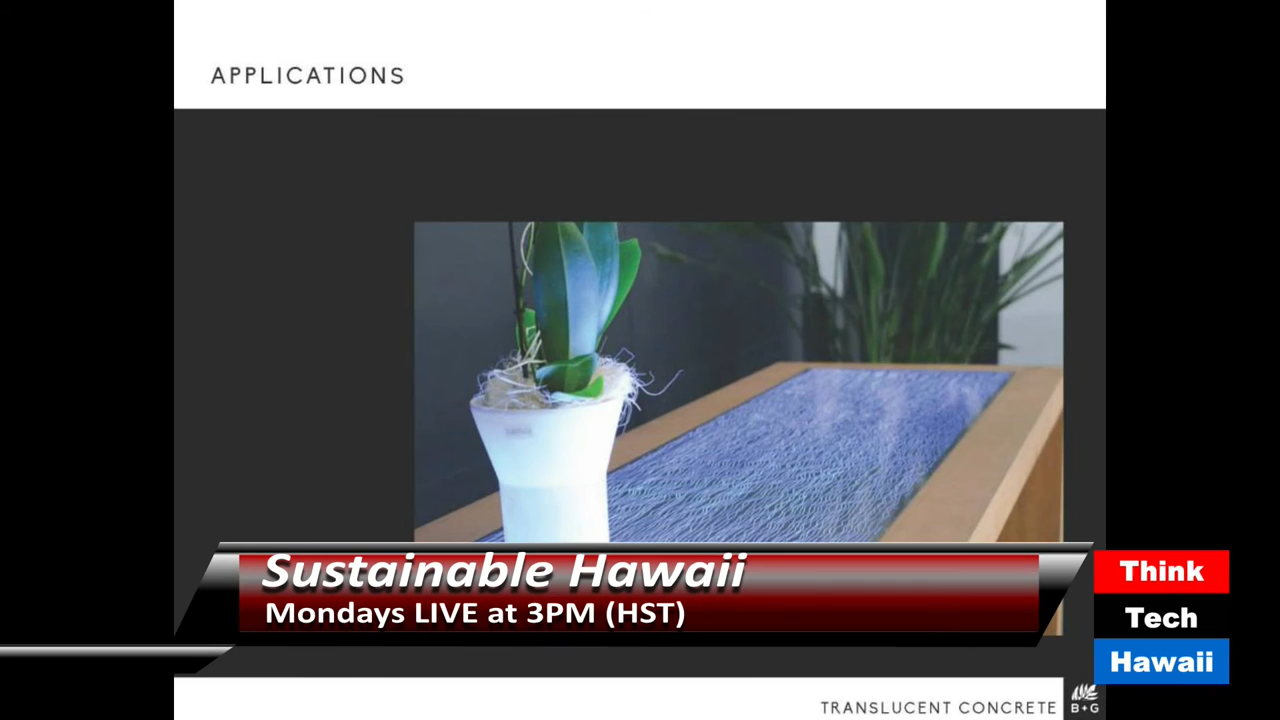 APPLICATIONS
Sustainable Hawaii
Mondays LIVE at 3PM (HST)
Think
Tech
Hawaii
TRANSLUCENT CONCRETE
B+G